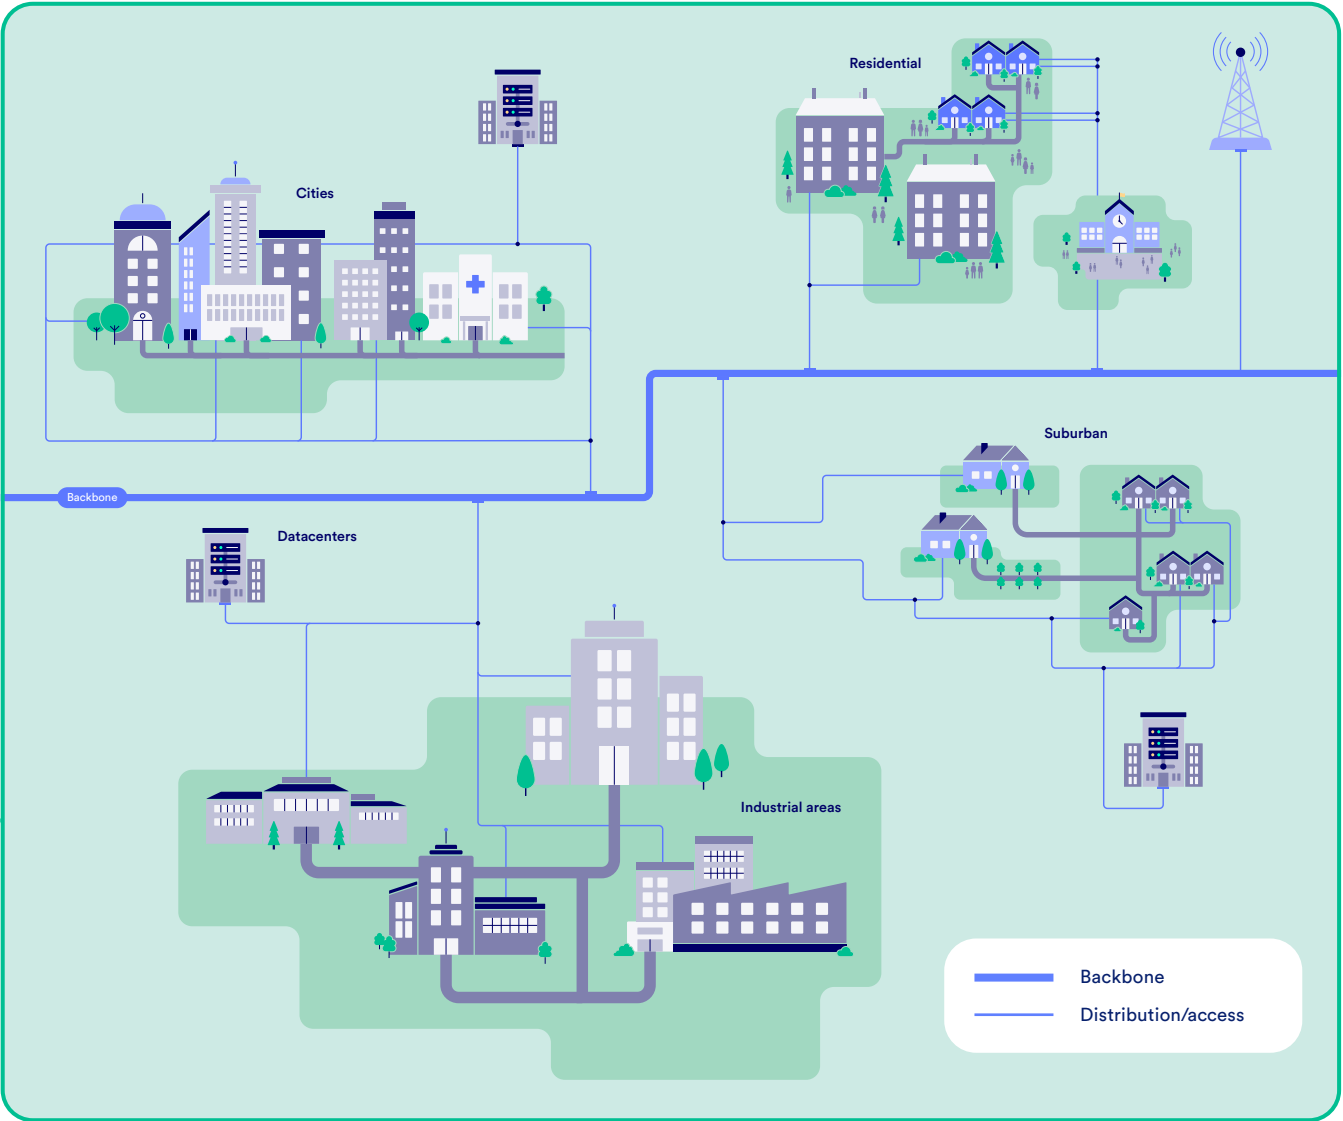 Residential
Cities
Suburban
Backbone
Datacenters
Industrial areas
Backbone
Distribution/access